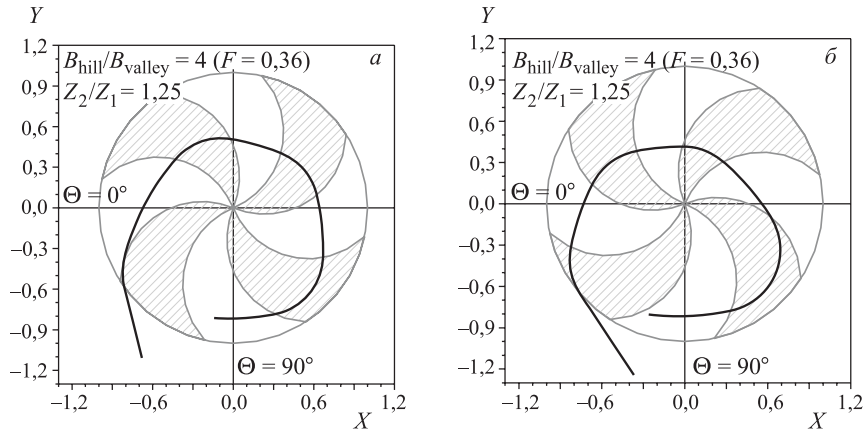 Y
1,2
0,9
0,6
0,3
0,0
–0,3
–0,6
–0,9
–1,2
B_hill/B_valley = 4 (F = 0,36)
Z_2/Z_1 = 1,25
а
Θ = 0°
Θ = 90°
–1,2
–0,6
0,0
0,6
1,2
X
Y
1,2
0,9
0,6
0,3
0,0
–0,3
–0,6
–0,9
–1,2
B_hill/B_valley = 4 (F = 0,36)
Z_2/Z_1 = 1,25
б
Θ = 0°
Θ = 90°
–1,2
–0,6
0,0
0,6
1,2
X